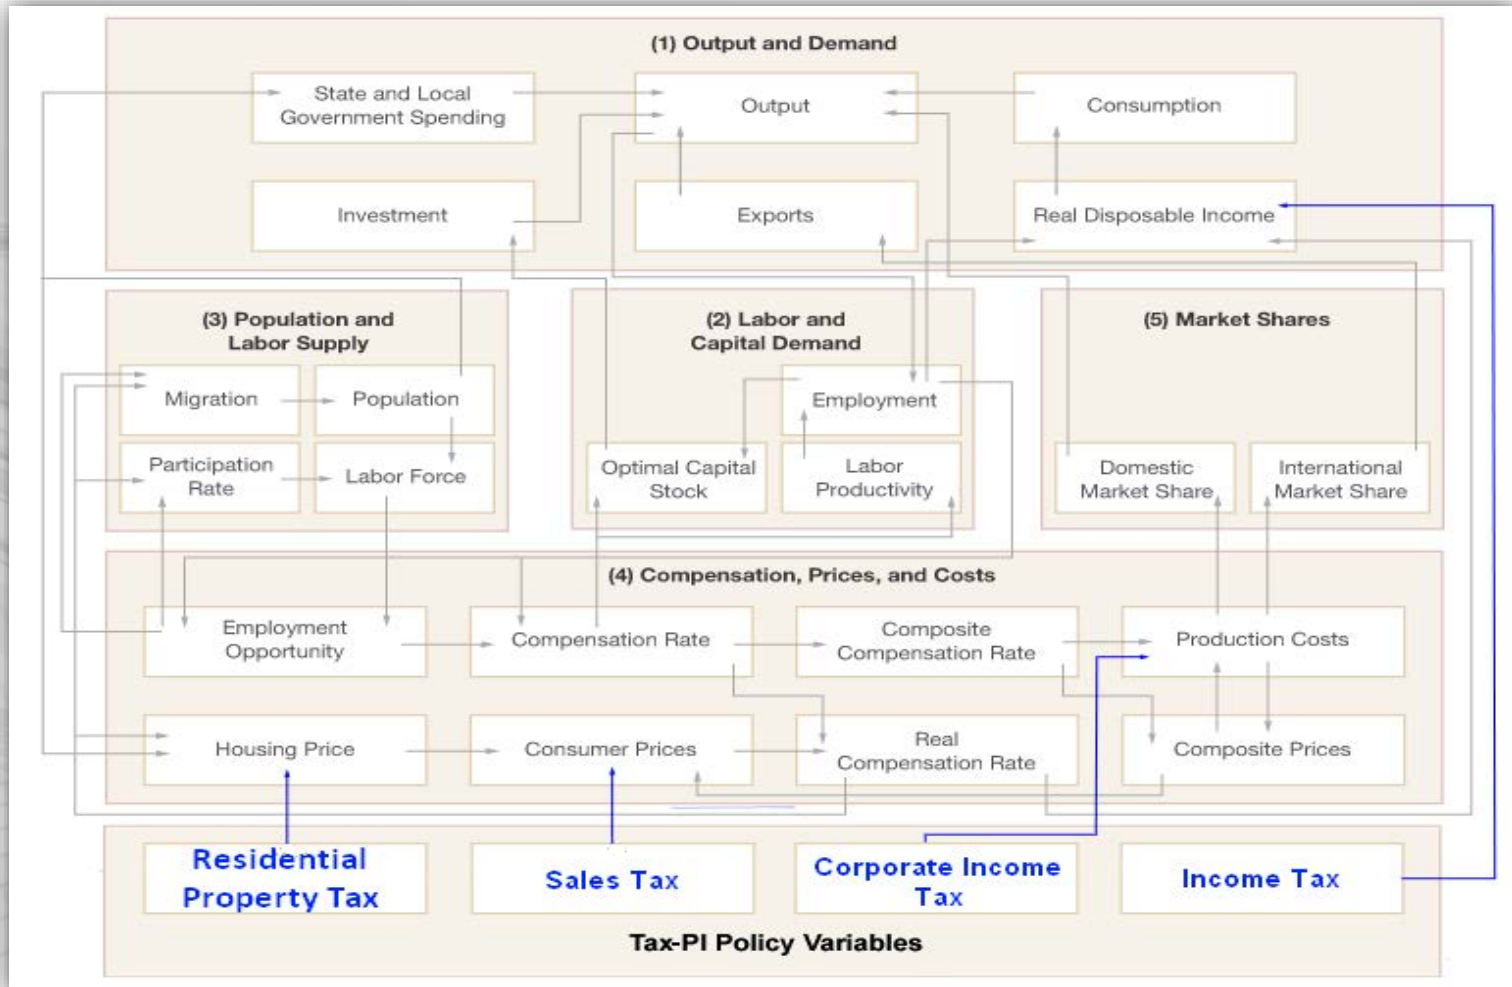 (1) Output and Demand
State and Local
Government Spending
Output
Consumption
Investment
Exports
Real Disposable Income
(3) Population and
Labor Supply
Migration
Population
Participation
Rate
Labor Force
(2) Labor and
Capital Demand
Employment
Optimal Capital
Stock
Labor
Productivity
(5) Market Shares
Domestic
Market Share
International
Market Share
(4) Compensation, Prices, and Costs
Employment
Opportunity
Compensation Rate
Composite
Compensation Rate
Production Costs
Housing Price
Consumer Prices
Real
Compensation Rate
Composite Prices
Residential
Property Tax
Sales Tax
Corporate Income
Tax
Income Tax
Tax-PI Policy Variables